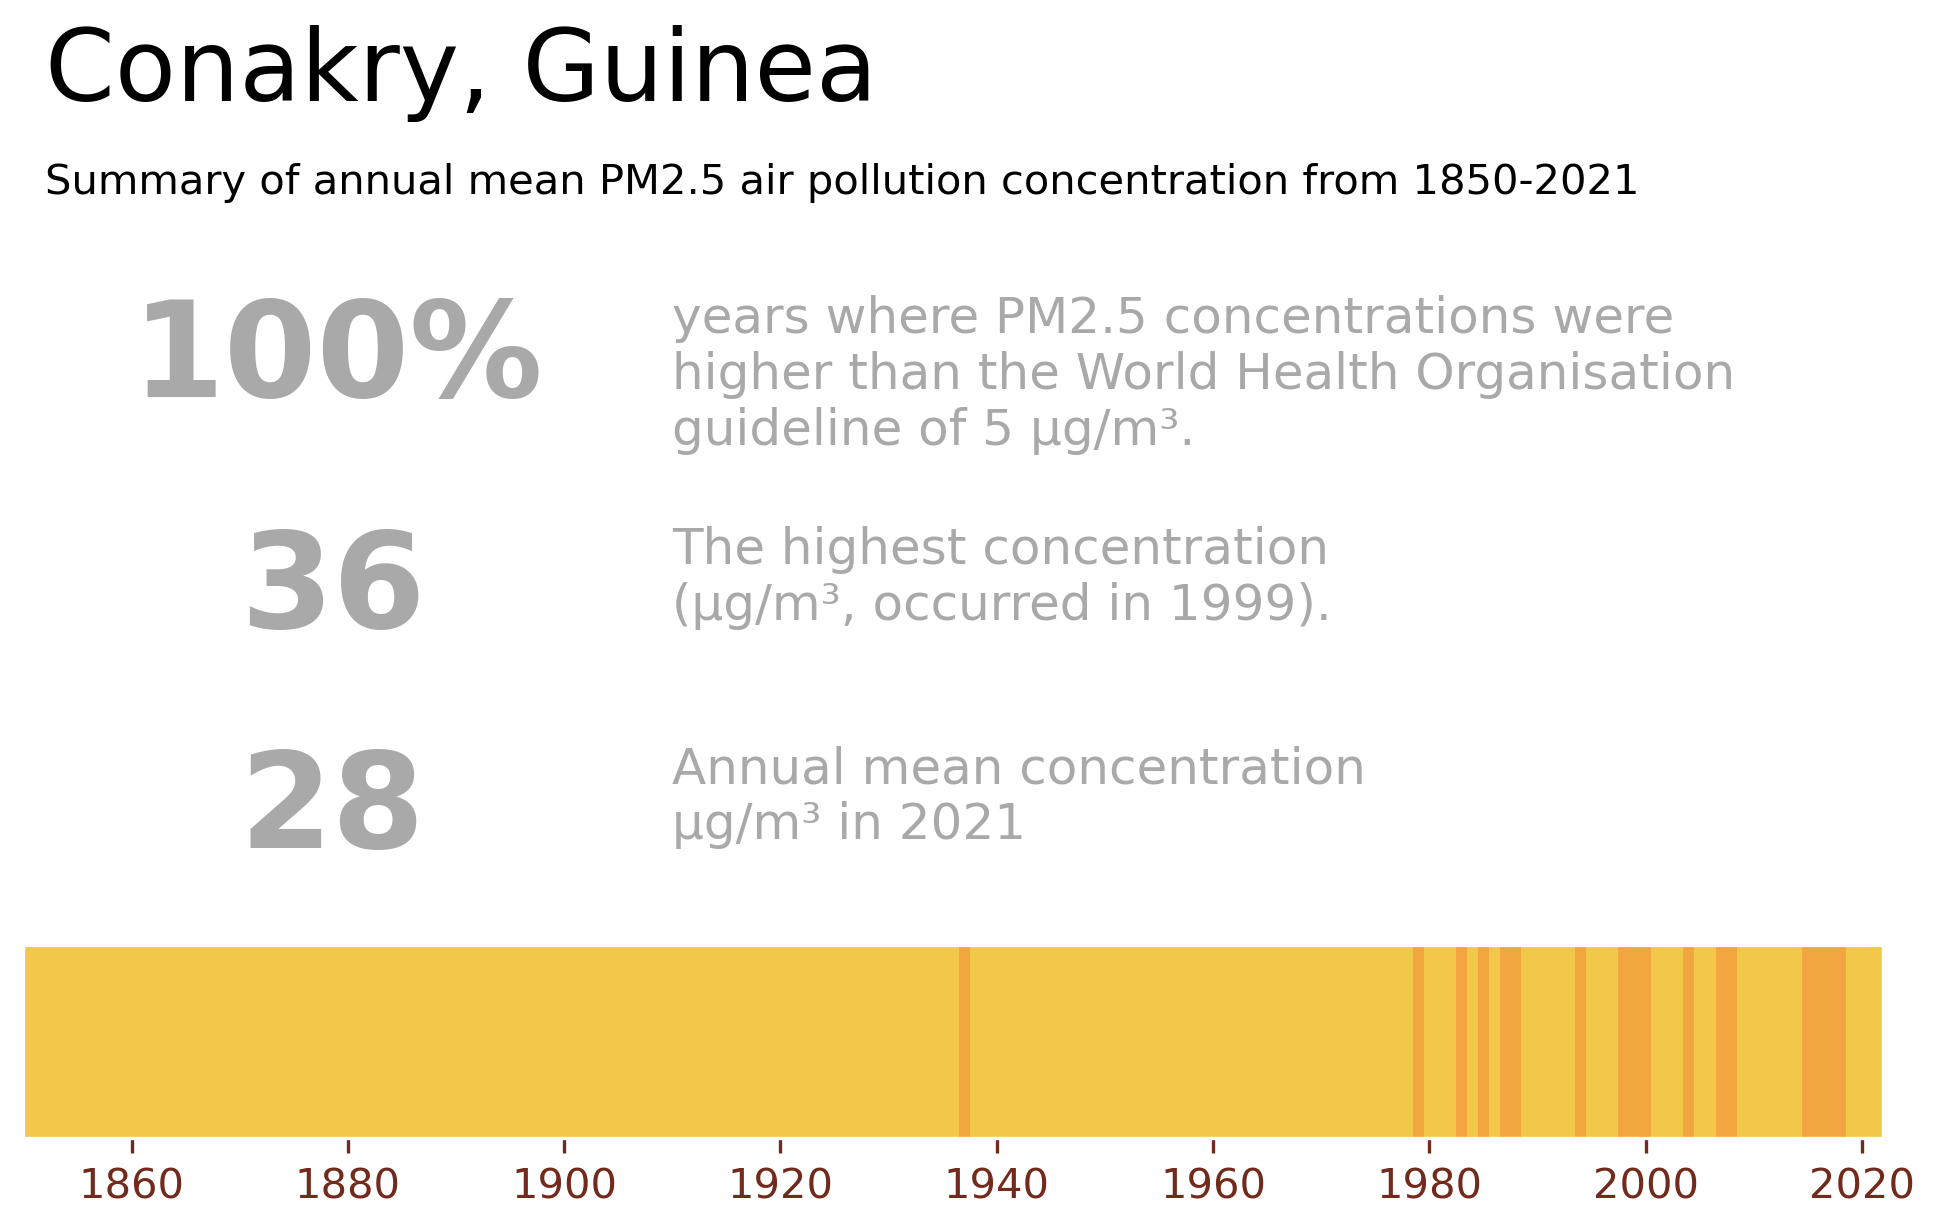 Conakry, Guinea
Summary of annual mean PM2.5 air pollution concentration from 1850-2021
100%
years where PM2.5 concentrations were
higher than the World Health Organisation
guideline of 5 µg/m³.
36
The highest concentration
(µg/m³, occurred in 1999).
28
Annual mean concentration
µg/m³ in 2021
1860 1880 1900 1920 1940 1960 1980 2000 2020